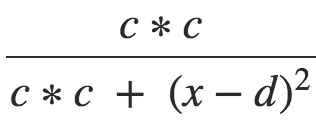 c * c
c * c + (x − d)²